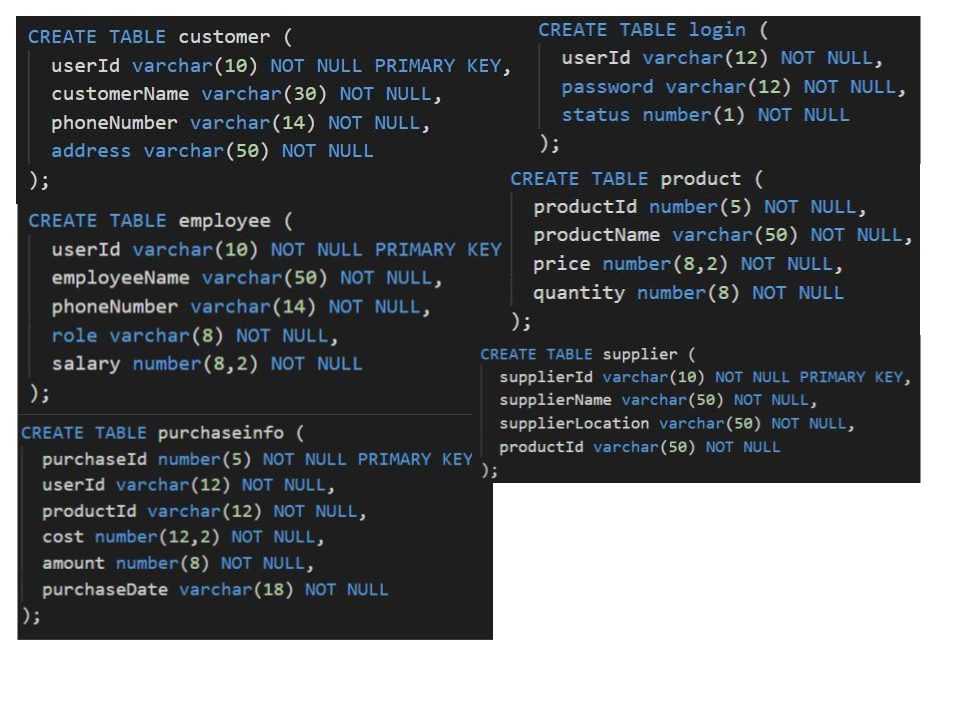 CREATE TABLE customer (
userId varchar(10) NOT NULL PRIMARY KEY,
customerName varchar(30) NOT NULL,
phoneNumber varchar(14) NOT NULL,
address varchar(50) NOT NULL
);
CREATE TABLE employee (
userId varchar(10) NOT NULL PRIMARY KEY
employeeName varchar(50) NOT NULL,
phoneNumber varchar(14) NOT NULL,
role varchar(8) NOT NULL,
salary number(8,2) NOT NULL
);
CREATE TABLE purchaseinfo (
purchaseId number(5) NOT NULL PRIMARY KEY
userId varchar(12) NOT NULL,
productId varchar(12) NOT NULL,
cost number(12,2) NOT NULL,
amount number(8) NOT NULL,
purchaseDate varchar(18) NOT NULL
);
CREATE TABLE login (
userId varchar(12) NOT NULL,
password varchar(12) NOT NULL,
status number(1) NOT NULL
);
CREATE TABLE product (
productId number(5) NOT NULL,
productName varchar(50) NOT NULL,
price number(8,2) NOT NULL,
quantity number(8) NOT NULL
);
CREATE TABLE supplier (
supplierId varchar(10) NOT NULL PRIMARY KEY,
supplierName varchar(50) NOT NULL,
supplierLocation varchar(50) NOT NULL,
productId varchar(50) NOT NULL
);